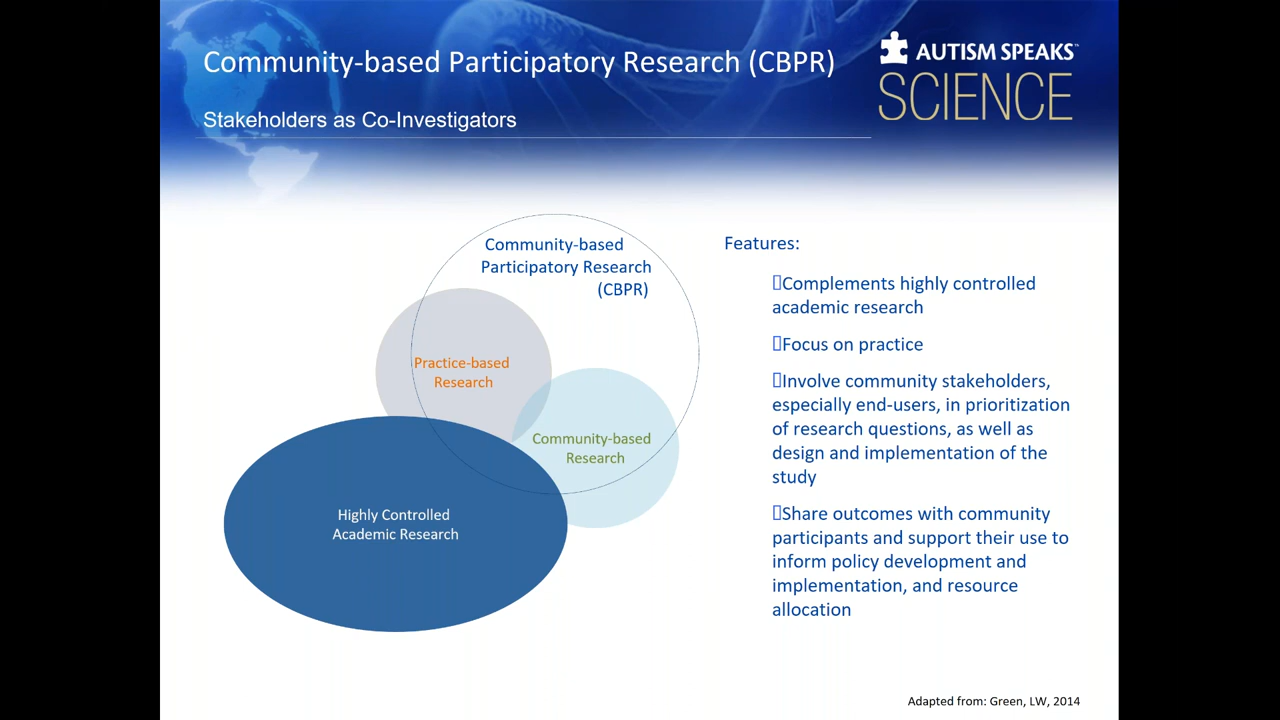 Community-based Participatory Research (CBPR)
Stakeholders as Co-Investigators
AUTISM SPEAKS™
SCIENCE
Community-based
Participatory Research
(CBPR)
Practice-based
Research
Community-based
Research
Highly Controlled
Academic Research
Features:
Complements highly controlled
academic research
Focus on practice
Involve community stakeholders,
especially end-users, in prioritization
of research questions, as well as
design and implementation of the
study
Share outcomes with community
participants and support their use to
inform policy development and
implementation, and resource
allocation
Adapted from: Green, LW, 2014